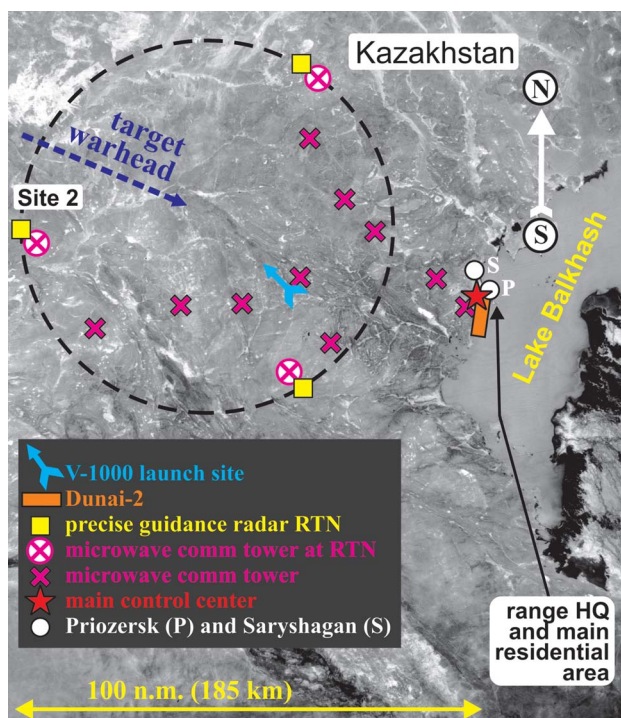 Kazakhstan
N
target
warhead
Site 2
S
S
P
Lake Balkhash
V-1000 launch site
Dunai-2
precise guidance radar RTN
microwave comm tower at RTN
microwave comm tower
main control center
Priozersk (P) and Saryshagan (S)
range HQ
and main
residential
area
100 n.m. (185 km)